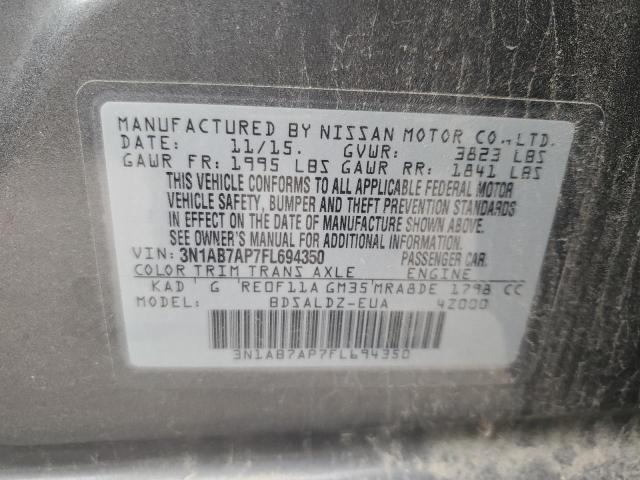 MANUFACTURED BY NISSAN MOTOR CO.,LTD.
DATE: 11/15. GVWR: 3823 LBS
GAWR FR: 1995 LBS GAWR RR: 1841 LBS
THIS VEHICLE CONFORMS TO ALL APPLICABLE FEDERAL MOTOR
VEHICLE SAFETY, BUMPER AND THEFT PREVENTION STANDARDS
IN EFFECT ON THE DATE OF MANUFACTURE SHOWN ABOVE.
SEE OWNER'S MANUAL FOR ADDITIONAL INFORMATION.
VIN: 3N1AB7AP7FL694350 PASSENGER CAR.
COLOR TRIM TRANS AXLE ENGINE
KAD G RE0F11A GM35 MRA8DE 1798 CC
MODEL: BDSALDZ-EUA 4Z000
3N1AB7AP7FL694350